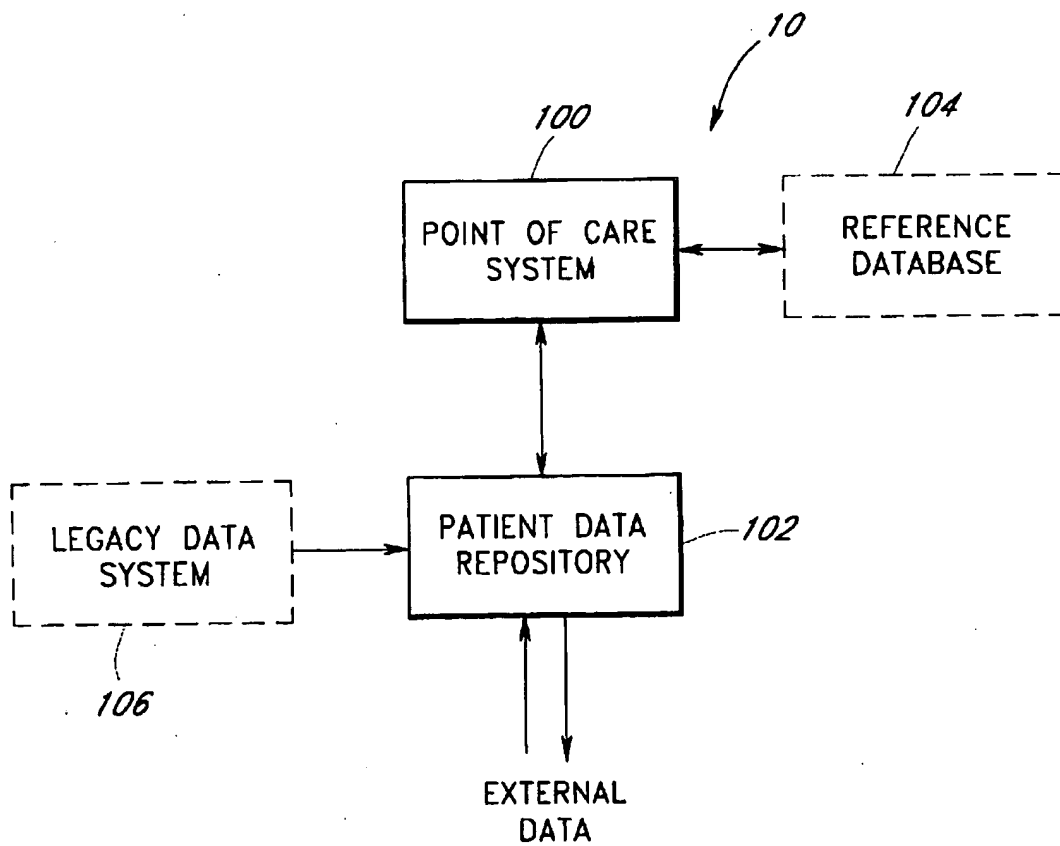 10
100
104
POINT OF CARE
SYSTEM
REFERENCE
DATABASE
LEGACY DATA
SYSTEM
PATIENT DATA
REPOSITORY
102
106
EXTERNAL
DATA